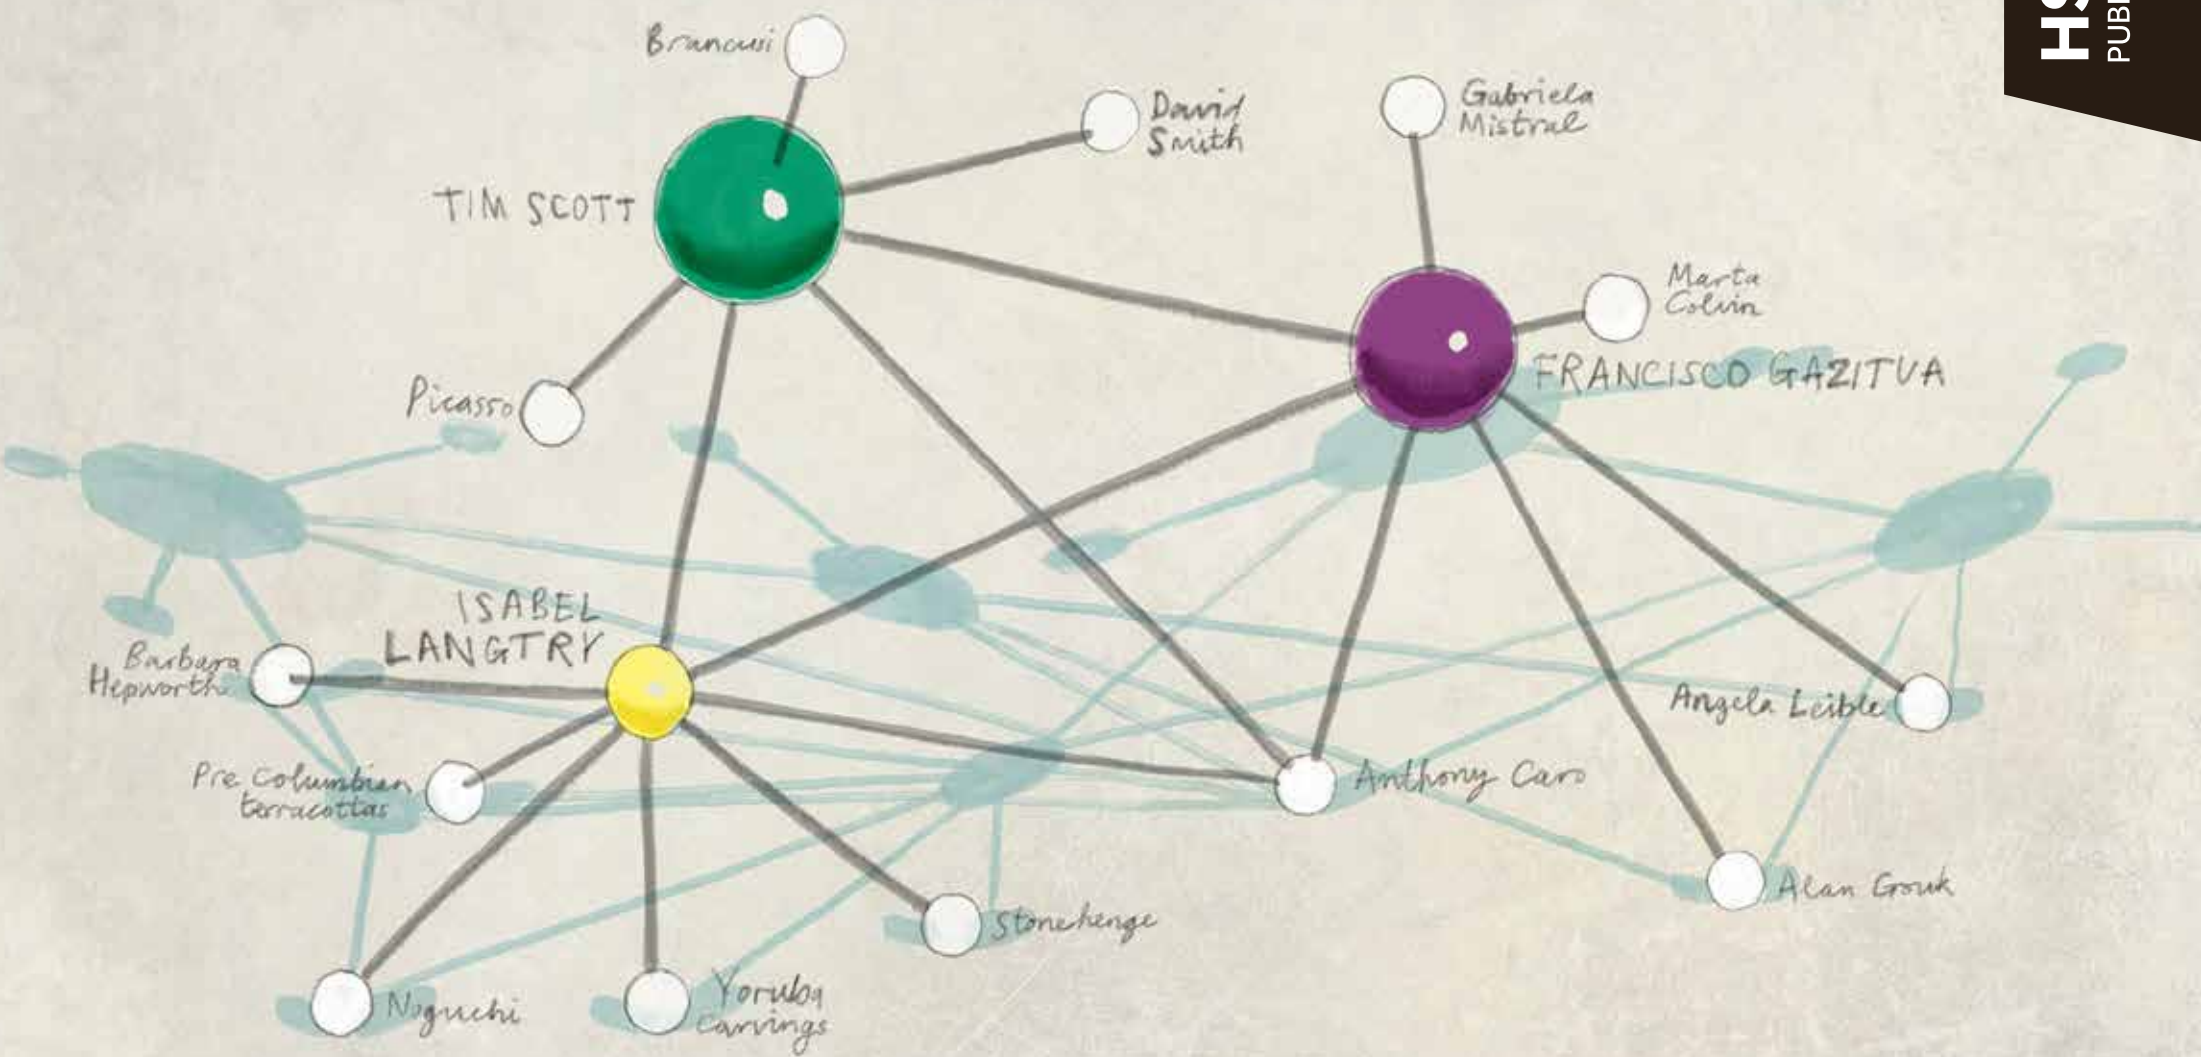 Brancusi
David
Smith
Gabriela
Mistral
TIM SCOTT
Marta
Colvin
FRANCISCO GAZITUA
Picasso
ISABEL
LANGTRY
Barbara
Hepworth
Angela Leible
Pre Columbian
terracottas
Anthony Caro
Alan Gouk
Stonehenge
Noguchi
Yoruba
Carvings